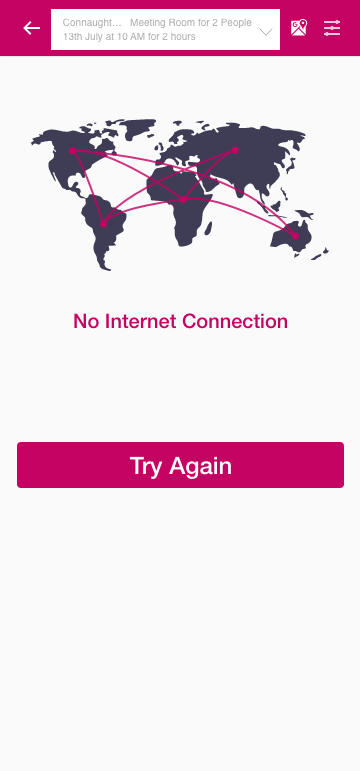 Connaught... Meeting Room for 2 People
13th July at 10 AM for 2 hours
No Internet Connection
Try Again